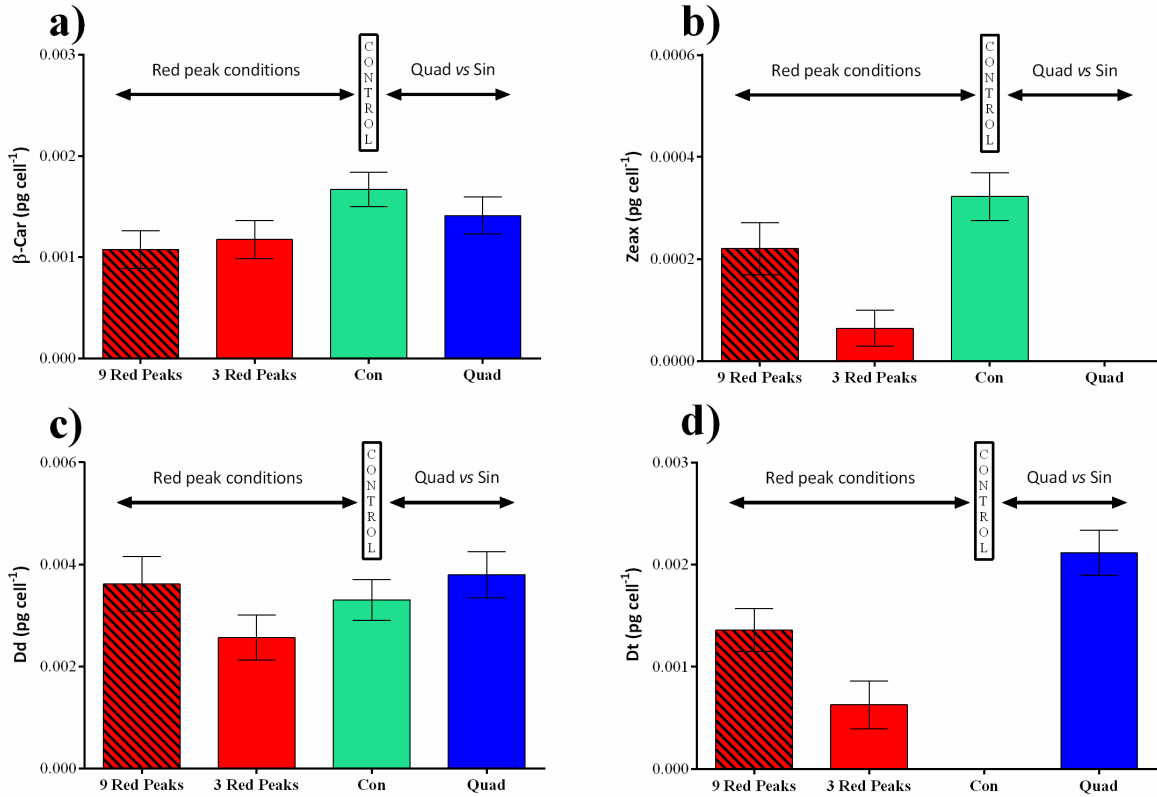 a)
β-Car (pg cell⁻¹)
0.003
0.002
0.001
0.000
Red peak conditions
CONTROL
Quad vs Sin
9 Red Peaks
3 Red Peaks
Con
Quad
b)
Zeax (pg cell⁻¹)
0.0006
0.0004
0.0002
0.0000
Red peak conditions
CONTROL
Quad vs Sin
9 Red Peaks
3 Red Peaks
Con
Quad
c)
Dd (pg cell⁻¹)
0.006
0.004
0.002
0.000
Red peak conditions
CONTROL
Quad vs Sin
9 Red Peaks
3 Red Peaks
Con
Quad
d)
Dt (pg cell⁻¹)
0.003
0.002
0.001
0.000
Red peak conditions
CONTROL
Quad vs Sin
9 Red Peaks
3 Red Peaks
Con
Quad